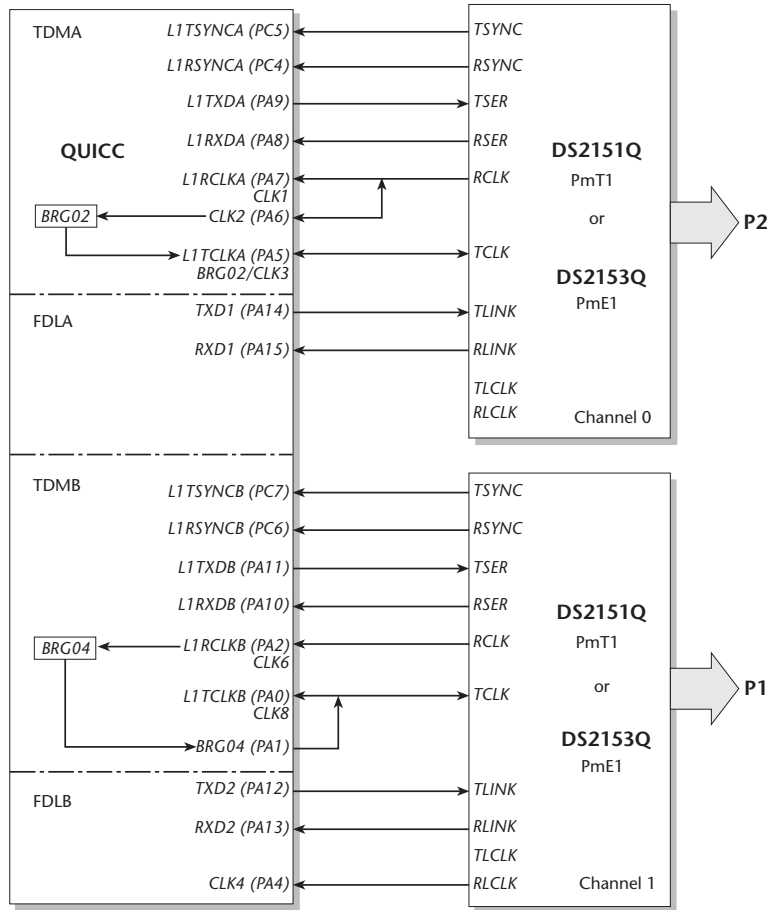 TDMA
L1TSYNCA (PC5)
TSYNC
L1RSYNCA (PC4)
RSYNC
L1TXDA (PA9)
TSER
QUICC
L1RXDA (PA8)
RSER
DS2151Q
L1RCLKA (PA7)
CLK1
RCLK
PmT1
BRG02
CLK2 (PA6)
or
P2
L1TCLKA (PA5)
BRG02/CLK3
TCLK
DS2153Q
PmE1
FDLA
TXD1 (PA14)
TLINK
RXD1 (PA15)
RLINK
TLCLK
RLCLK
Channel 0
TDMB
L1TSYNCB (PC7)
TSYNC
L1RSYNCB (PC6)
RSYNC
L1TXDB (PA11)
TSER
L1RXDB (PA10)
RSER
DS2151Q
BRG04
L1RCLKB (PA2)
CLK6
RCLK
PmT1
L1TCLKB (PA0)
CLK8
TCLK
or
P1
BRG04 (PA1)
DS2153Q
PmE1
FDLB
TXD2 (PA12)
TLINK
RXD2 (PA13)
RLINK
TLCLK
CLK4 (PA4)
RLCLK
Channel 1